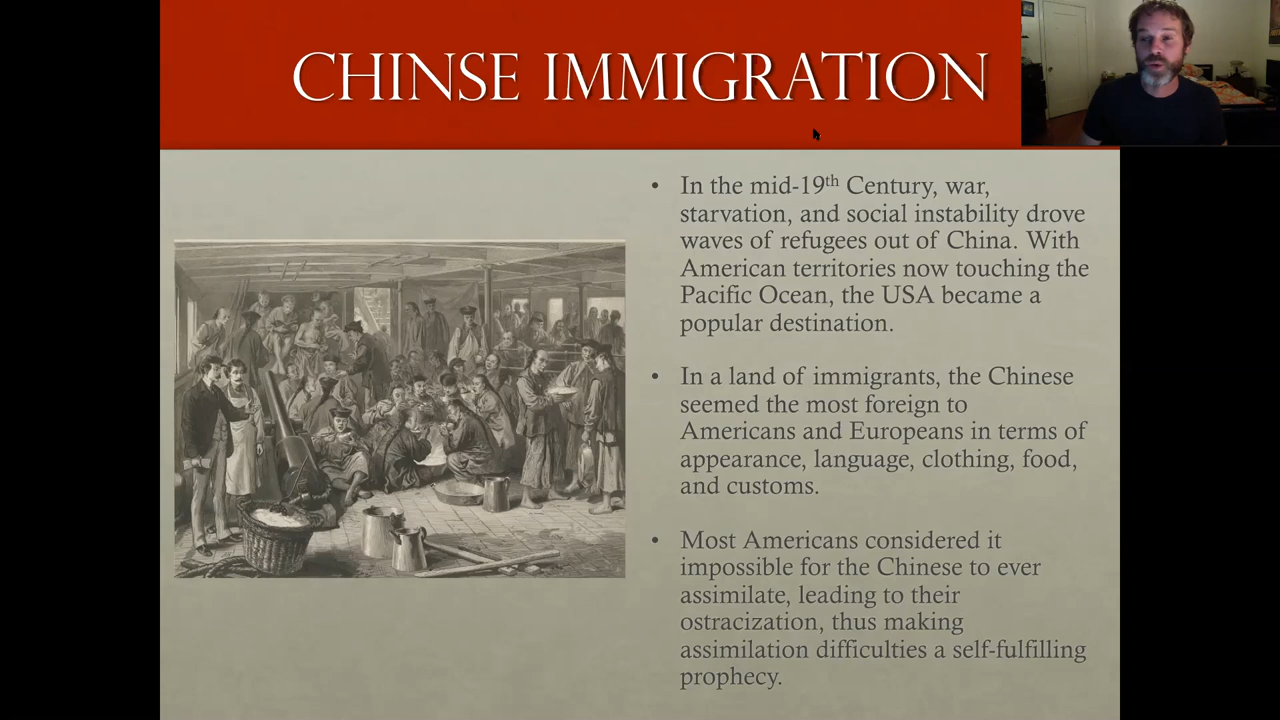 CHINSE IMMIGRATION
• In the mid-19th Century, war,
starvation, and social instability drove
waves of refugees out of China. With
American territories now touching the
Pacific Ocean, the USA became a
popular destination.
• In a land of immigrants, the Chinese
seemed the most foreign to
Americans and Europeans in terms of
appearance, language, clothing, food,
and customs.
• Most Americans considered it
impossible for the Chinese to ever
assimilate, leading to their
ostracization, thus making
assimilation difficulties a self-fulfilling
prophecy.